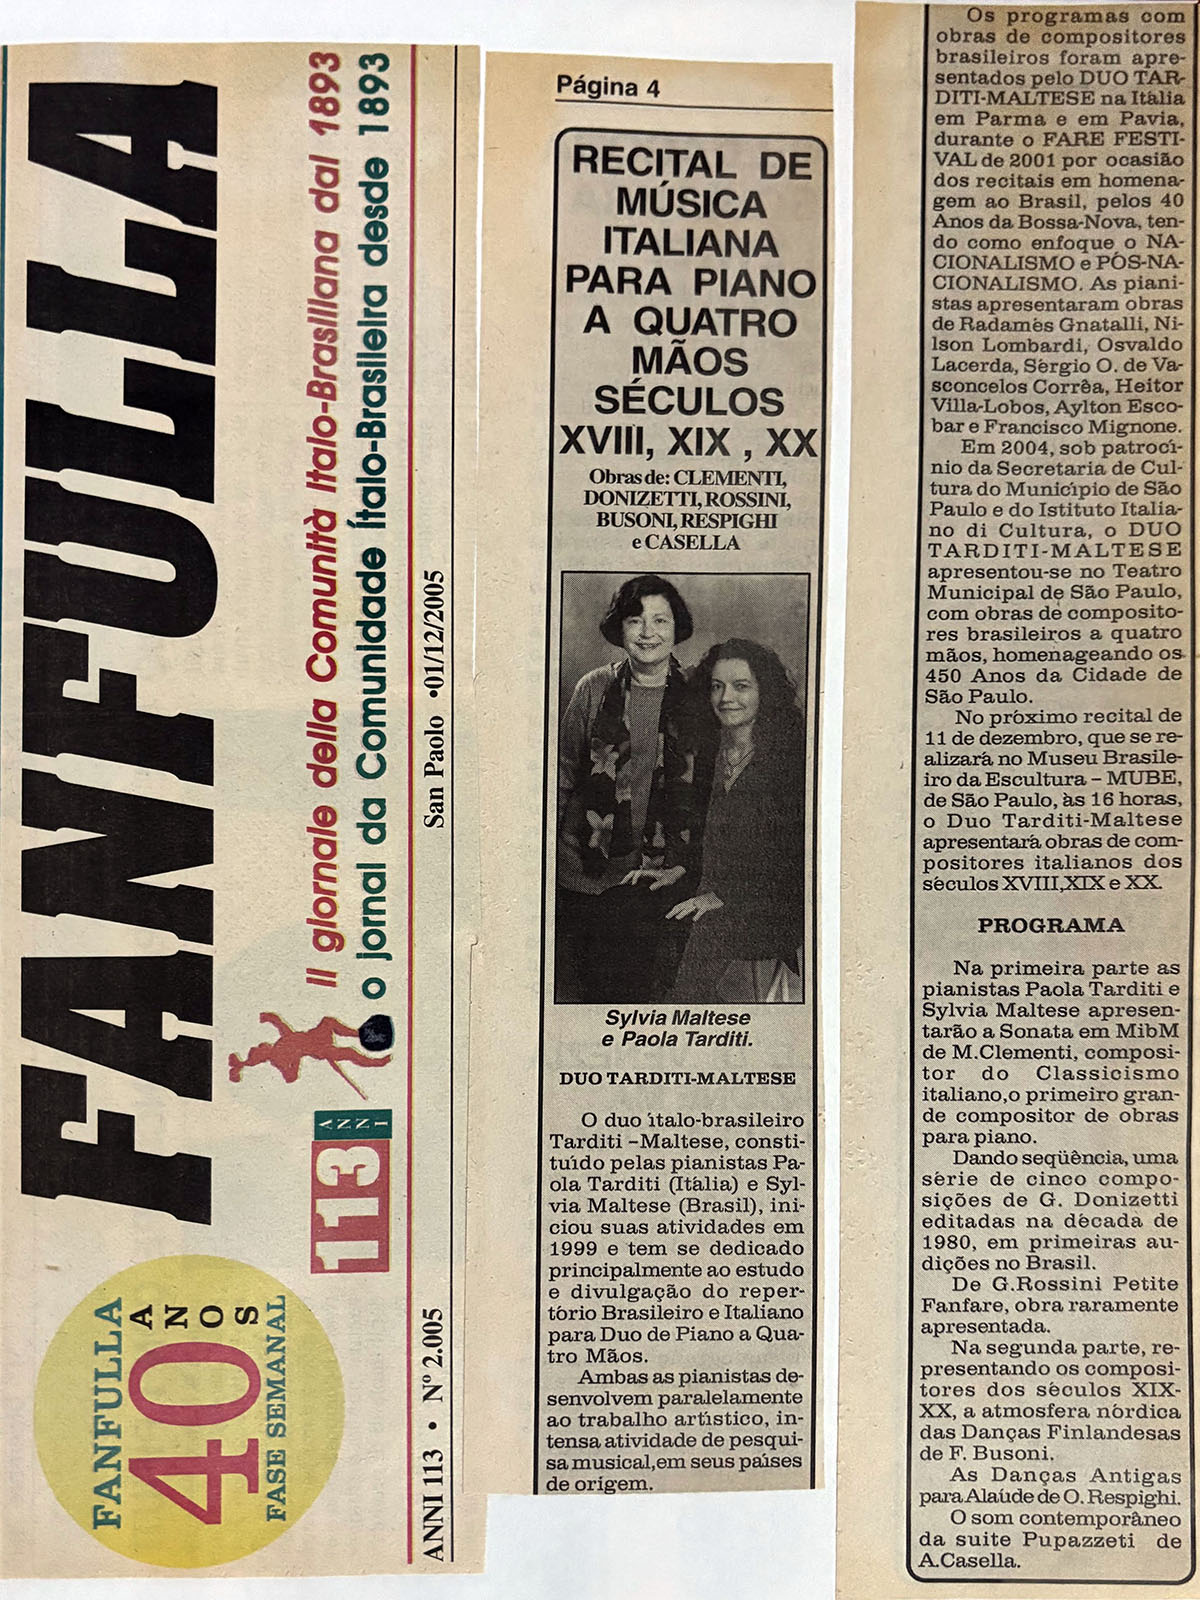 FANFULLA
40
ANOS
FASE SEMANAL
FANFULLA
113
ANNI
Il giornale della Comunità Italo-Brasiliana dal 1893
o jornal da Comunidade Ítalo-Brasileira desde 1893
ANNI 113 • Nº 2.005
San Paolo •01/12/2005
Página 4
RECITAL DE
MÚSICA
ITALIANA
PARA PIANO
A QUATRO
MÃOS
SÉCULOS
XVIII, XIX , XX
Obras de: CLEMENTI,
DONIZETTI, ROSSINI,
BUSONI, RESPIGHI
e CASELLA
Sylvia Maltese
e Paola Tarditi.
DUO TARDITI-MALTESE
O duo ítalo-brasileiro
Tarditi –Maltese, consti-
tuído pelas pianistas Pa-
ola Tarditi (Itália) e Syl-
via Maltese (Brasil), ini-
ciou suas atividades em
1999 e tem se dedicado
principalmente ao estudo
e divulgação do reper-
tório Brasileiro e Italiano
para Duo de Piano a Qua-
tro Mãos.
Ambas as pianistas de-
senvolvem paralelamente
ao trabalho artístico, in-
tensa atividade de pesqui-
sa musical,em seus países
de origem.
Os programas com
obras de compositores
brasileiros foram apre-
sentados pelo DUO TAR-
DITI-MALTESE na Itália
em Parma e em Pavia,
durante o FARE FESTI-
VAL de 2001 por ocasião
dos recitais em homena-
gem ao Brasil, pelos 40
Anos da Bossa-Nova, ten-
do como enfoque o NA-
CIONALISMO e PÓS-NA-
CIONALISMO. As piani-
stas apresentaram obras
de Radamés Gnatalli, Ni-
lson Lombardi, Osvaldo
Lacerda, Sérgio O. de Va-
sconcelos Corrêa, Heitor
Villa-Lobos, Aylton Esco-
bar e Francisco Mignone.
Em 2004, sob patrocí-
nio da Secretaria de Cul-
tura do Município de São
Paulo e do Istituto Italia-
no di Cultura, o DUO
TARDITI-MALTESE
apresentou-se no Teatro
Municipal de São Paulo,
com obras de composito-
res brasileiros a quatro
mãos, homenageando os
450 Anos da Cidade de
São Paulo.
No próximo recital de
11 de dezembro, que se re-
alizará no Museu Brasile-
iro da Escultura – MUBE,
de São Paulo, às 16 horas,
o Duo Tarditi-Maltese
apresentará obras de com-
positores italianos dos
séculos XVIII,XIX e XX.
PROGRAMA
Na primeira parte as
pianistas Paola Tarditi e
Sylvia Maltese apresen-
tarão a Sonata em MibM
de M.Clementi, composi-
tor do Classicismo
italiano,o primeiro gran-
de compositor de obras
para piano.
Dando seqüência, uma
série de cinco compo-
sições de G. Donizetti
editadas na década de
1980, em primeiras au-
dições no Brasil.
De G.Rossini Petite
Fanfare, obra raramente
apresentada.
Na segunda parte, re-
presentando os composi-
tores dos séculos XIX-
XX, a atmosfera nórdica
das Danças Finlandesas
de F. Busoni.
As Danças Antigas
para Alaúde de O. Respighi.
O som contemporâneo
da suite Pupazzeti de
A.Casella.